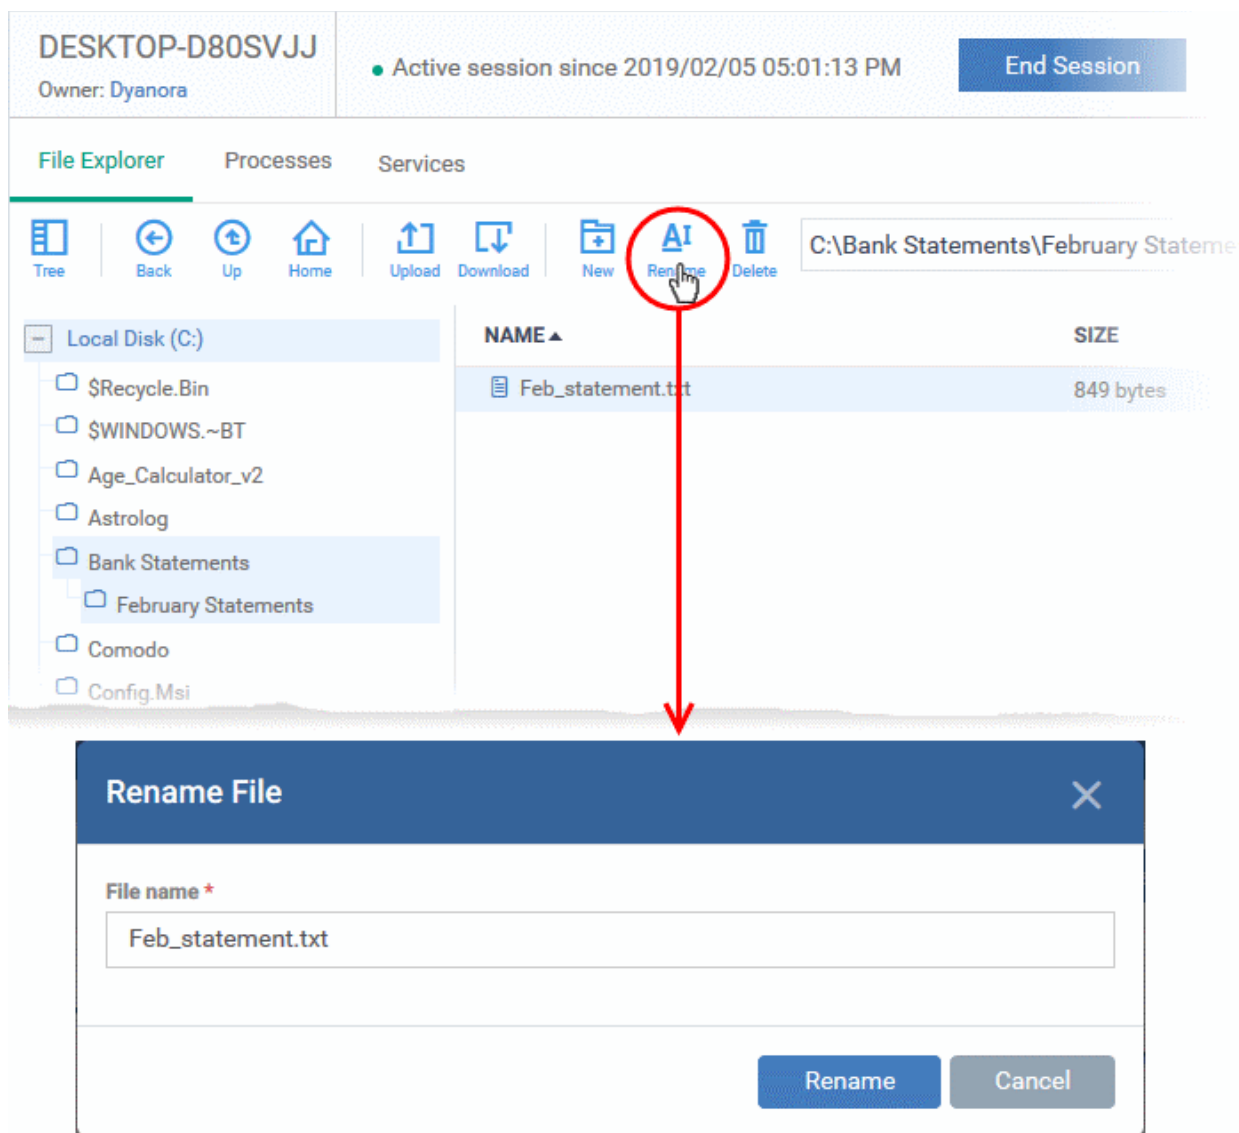 DESKTOP-D80SVJJ
Owner: Dyanora
Active session since 2019/02/05 05:01:13 PM
End Session
File Explorer Processes Services
Tree Back Up Home Upload Download New Rename Delete
C:\Bank Statements\February Stateme
Local Disk (C:)
NAME SIZE
$Recycle.Bin
Feb_statement.txt 849 bytes
$WINDOWS.~BT
Age_Calculator_v2
Astrolog
Bank Statements
February Statements
Comodo
Config.Msi
Rename File
File name *
Feb_statement.txt
Rename Cancel